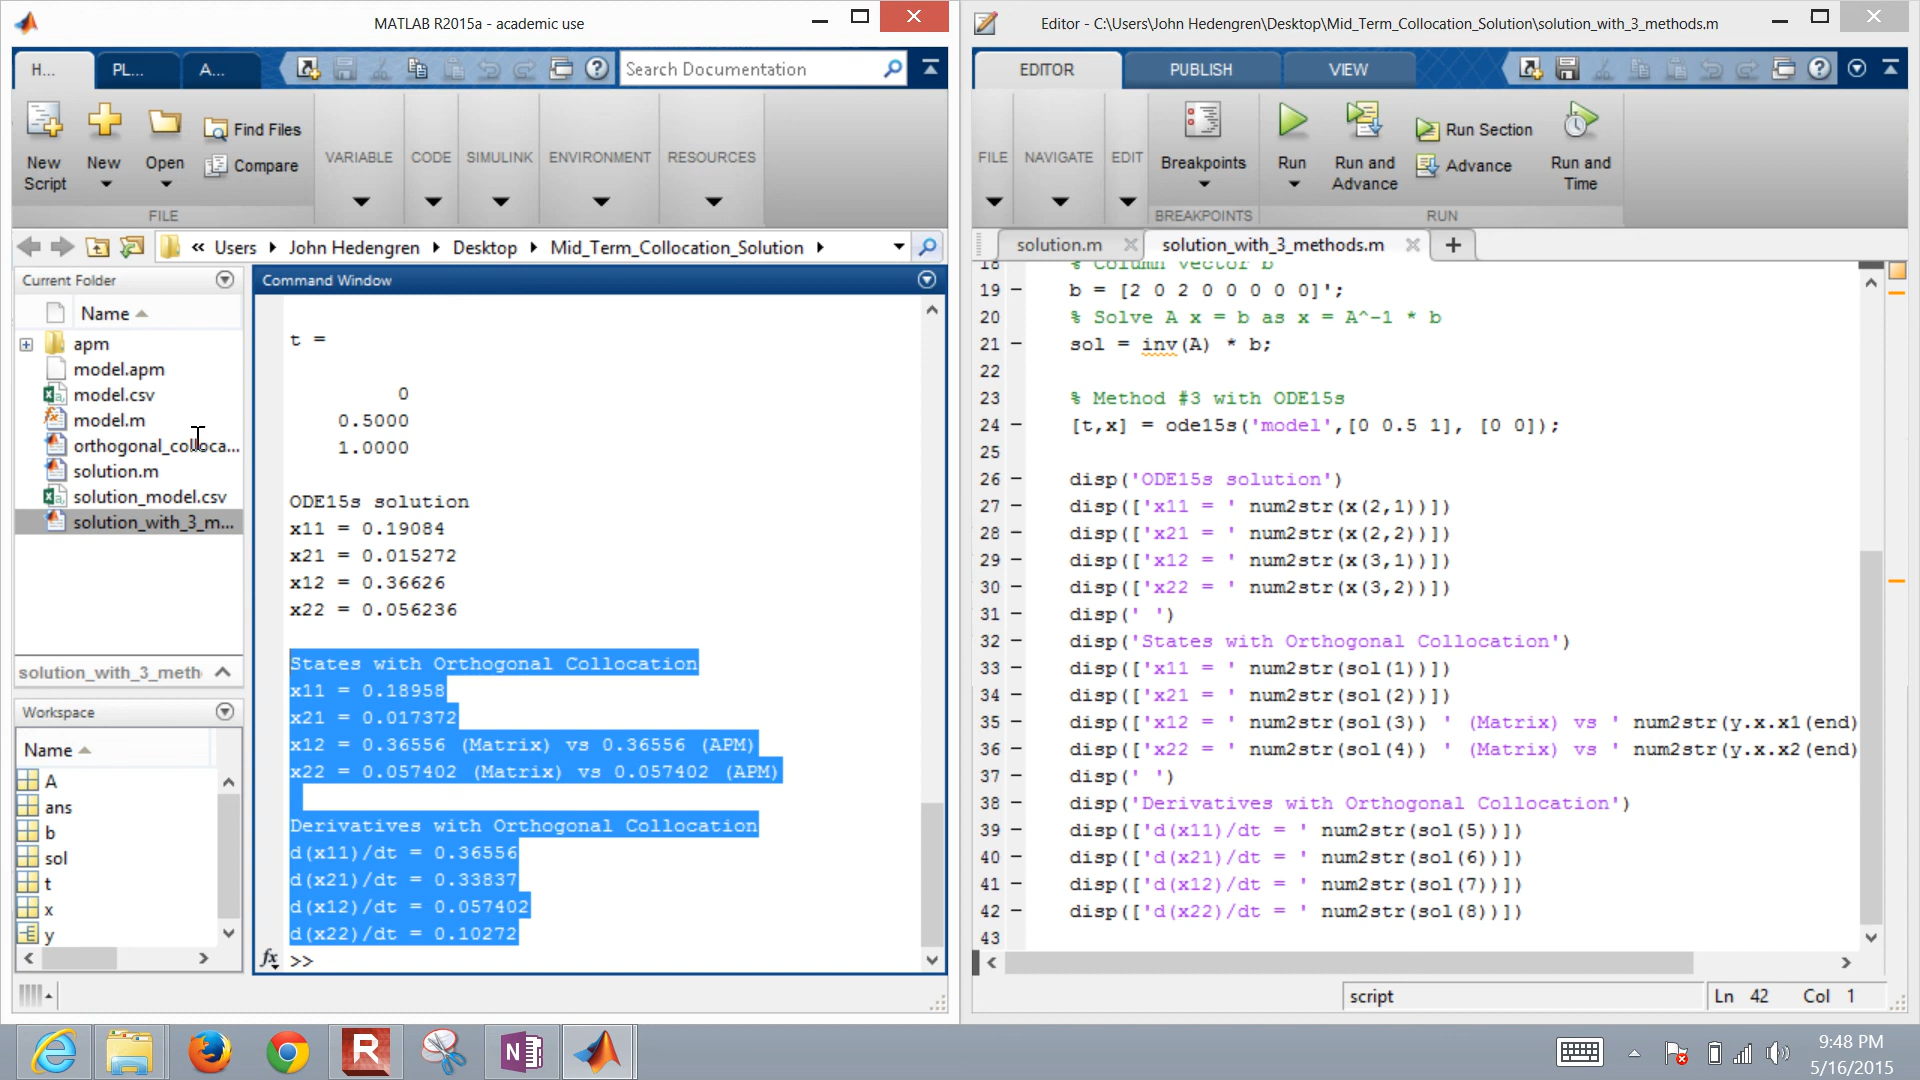 MATLAB R2015a - academic use
H...
PL...
A...
Search Documentation
New Script
New
Open
Find Files
Compare
FILE
VARIABLE
CODE
SIMULINK
ENVIRONMENT
RESOURCES
« Users
John Hedengren
Desktop
Mid_Term_Collocation_Solution
Current Folder
Name
apm
model.apm
model.csv
model.m
orthogonal_colloca...
solution.m
solution_model.csv
solution_with_3_m...
solution_with_3_meth
Workspace
Name
A
ans
b
sol
t
x
y
Command Window
t =
0
0.5000
1.0000
ODE15s solution
x11 = 0.19084
x21 = 0.015272
x12 = 0.36626
x22 = 0.056236
States with Orthogonal Collocation
x11 = 0.18958
x21 = 0.017372
x12 = 0.36556 (Matrix) vs 0.36556 (APM)
x22 = 0.057402 (Matrix) vs 0.057402 (APM)
Derivatives with Orthogonal Collocation
d(x11)/dt = 0.36556
d(x21)/dt = 0.33837
d(x12)/dt = 0.057402
d(x22)/dt = 0.10272
fx >>
Editor - C:\Users\John Hedengren\Desktop\Mid_Term_Collocation_Solution\solution_with_3_methods.m
EDITOR
PUBLISH
VIEW
FILE
NAVIGATE
EDIT
Breakpoints
BREAKPOINTS
Run
Run and Advance
Run Section
Advance
Run and Time
RUN
solution.m
solution_with_3_methods.m
18 % Column vector b
19 – b = [2 0 2 0 0 0 0 0]';
20 % Solve A x = b as x = A^-1 * b
21 – sol = inv(A) * b;
22
23 % Method #3 with ODE15s
24 – [t,x] = ode15s('model',[0 0.5 1], [0 0]);
25
26 – disp('ODE15s solution')
27 – disp(['x11 = ' num2str(x(2,1))])
28 – disp(['x21 = ' num2str(x(2,2))])
29 – disp(['x12 = ' num2str(x(3,1))])
30 – disp(['x22 = ' num2str(x(3,2))])
31 – disp(' ')
32 – disp('States with Orthogonal Collocation')
33 – disp(['x11 = ' num2str(sol(1))])
34 – disp(['x21 = ' num2str(sol(2))])
35 – disp(['x12 = ' num2str(sol(3)) ' (Matrix) vs ' num2str(y.x.x1(end)
36 – disp(['x22 = ' num2str(sol(4)) ' (Matrix) vs ' num2str(y.x.x2(end)
37 – disp(' ')
38 – disp('Derivatives with Orthogonal Collocation')
39 – disp(['d(x11)/dt = ' num2str(sol(5))])
40 – disp(['d(x21)/dt = ' num2str(sol(6))])
41 – disp(['d(x12)/dt = ' num2str(sol(7))])
42 – disp(['d(x22)/dt = ' num2str(sol(8))])
43
script
Ln 42 Col 1
9:48 PM
5/16/2015